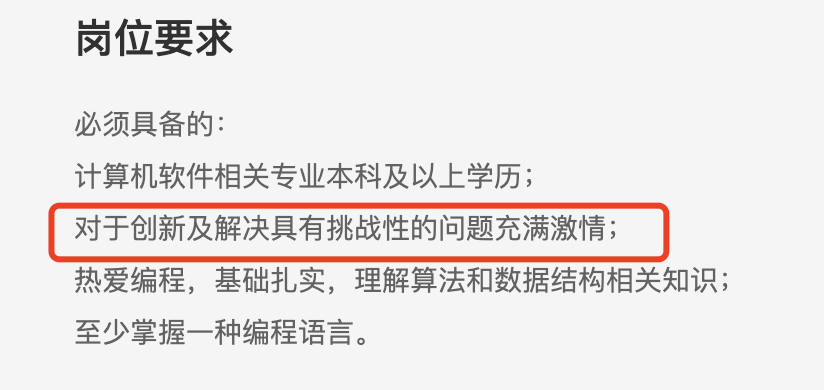 岗位要求
必须具备的：
计算机软件相关专业本科及以上学历；
对于创新及解决具有挑战性的问题充满激情；
热爱编程，基础扎实，理解算法和数据结构相关知识；
至少掌握一种编程语言。